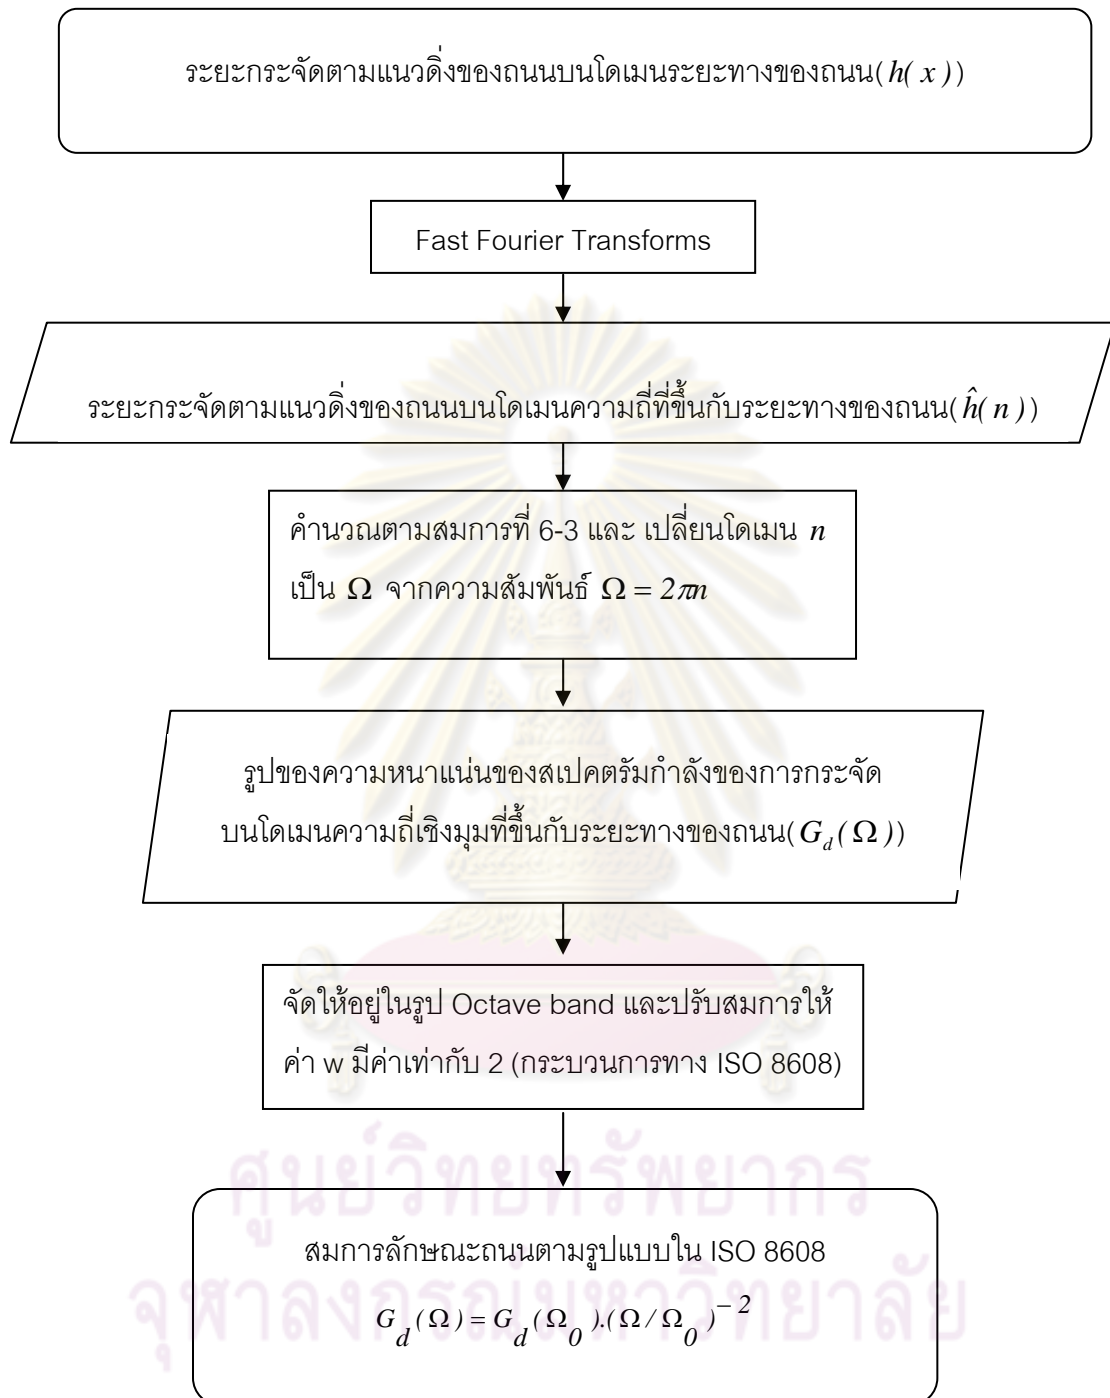 ระยะกระจัดตามแนวดิ่งของถนนบนโดเมนระยะทางของถนน(h( x ))
Fast Fourier Transforms
ระยะกระจัดตามแนวดิ่งของถนนบนโดเมนความถี่ที่ขึ้นกับระยะทางของถนน(ĥ( n ))
คำนวณตามสมการที่ 6-3 และ เปลี่ยนโดเมน n
เป็น Ω จากความสัมพันธ์ Ω = 2πn
รูปของความหนาแน่นของสเปคตรัมกำลังของการกระจัด
บนโดเมนความถี่เชิงมุมที่ขึ้นกับระยะทางของถนน(G_d( Ω ))
จัดให้อยู่ในรูป Octave band และปรับสมการให้
ค่า w มีค่าเท่ากับ 2 (กระบวนการทาง ISO 8608)
ศูนย์วิทยทรัพยากร
สมการลักษณะถนนตามรูปแบบใน ISO 8608
จุฬาลงกรณ์มหาวิทยาลัย
G_d(Ω) = G_d(Ω_0).(Ω/Ω_0)^{-2}